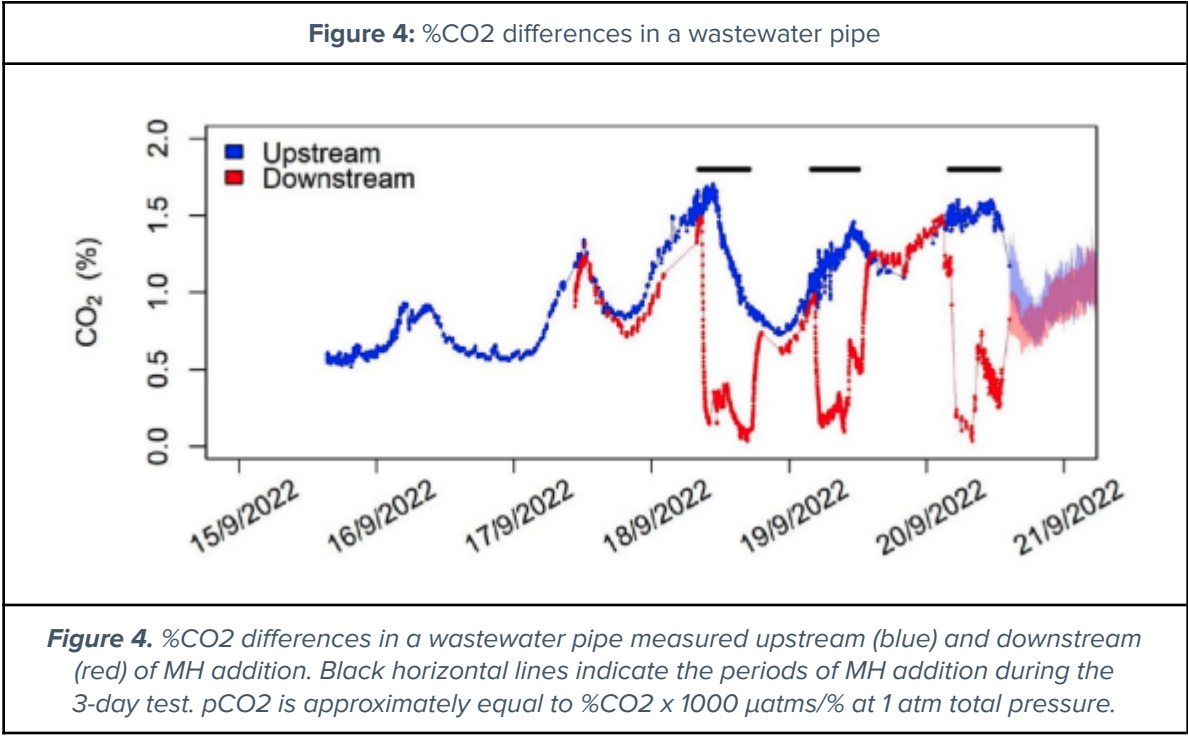 Figure 4: %CO2 differences in a wastewater pipe
2.0
Upstream
Downstream
1.5
1.0
0.5
0.0
CO₂ (%)
15/9/2022
16/9/2022
17/9/2022
18/9/2022
19/9/2022
20/9/2022
21/9/2022
Figure 4. %CO2 differences in a wastewater pipe measured upstream (blue) and downstream
(red) of MH addition. Black horizontal lines indicate the periods of MH addition during the
3-day test. pCO2 is approximately equal to %CO2 x 1000 μatms/% at 1 atm total pressure.